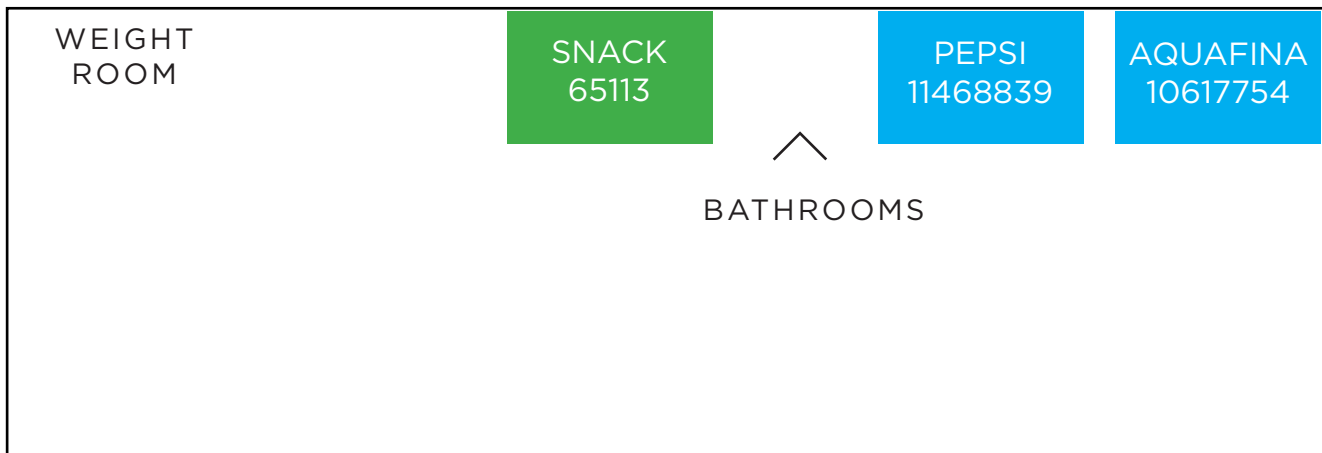 WEIGHT
ROOM
SNACK
65113
PEPSI
11468839
AQUAFINA
10617754
BATHROOMS